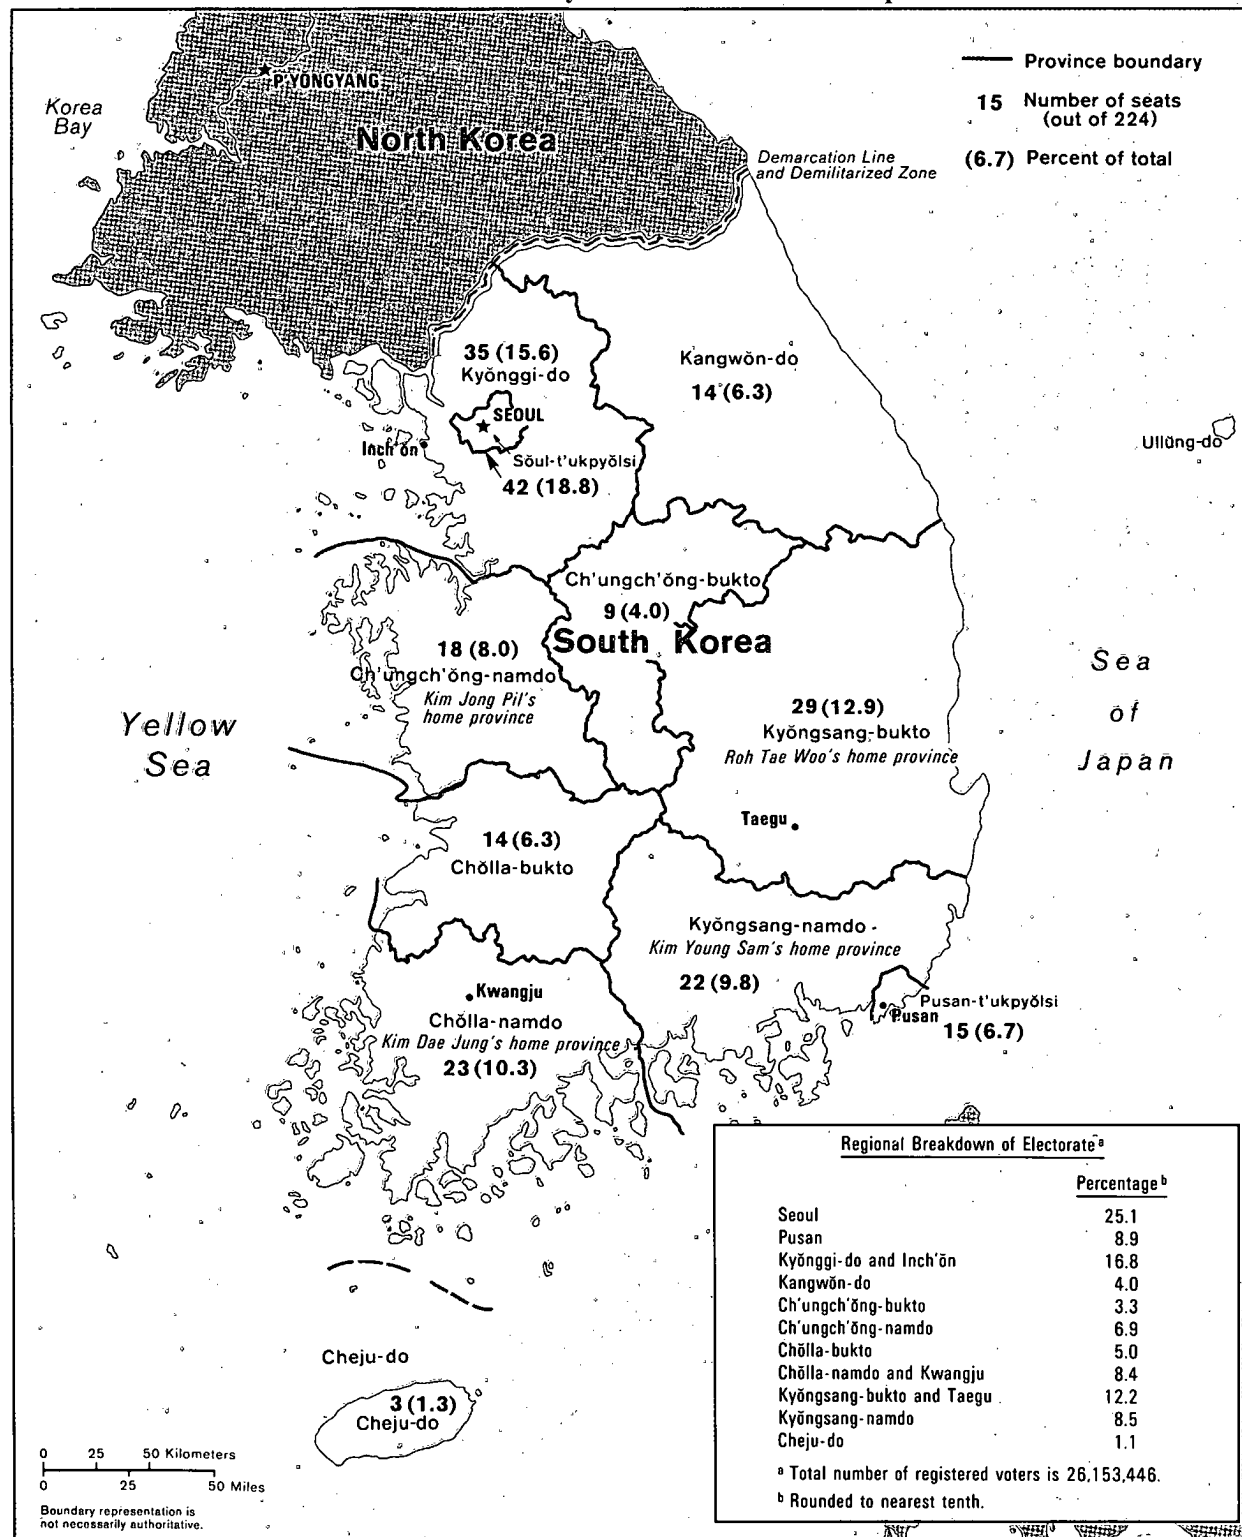 P'YŎNGYANG
Korea
Bay
North Korea
Province boundary
15 Number of seats
(out of 224)
(6.7) Percent of total
Demarcation Line
and Demilitarized Zone
35 (15.6)
Kyŏnggi-do
Kangwŏn-do
14 (6.3)
SEOUL
Inch'ŏn
Sŏul-t'ukpyŏlsi
42 (18.8)
Ullŭng-do
Ch'ungch'ŏng-bukto
9 (4.0)
South Korea
18 (8.0)
Ch'ungch'ŏng-namdo
Kim Jong Pil's
home province
Sea
of
Japan
Yellow
Sea
29 (12.9)
Kyŏngsang-bukto
Roh Tae Woo's home province
Taegu
14 (6.3)
Chŏlla-bukto
Kyŏngsang-namdo
Kim Young Sam's home province
22 (9.8)
Kwangju
Chŏlla-namdo
Kim Dae Jung's home province
23 (10.3)
Pusan-t'ukpyŏlsi
Pusan
15 (6.7)
Regional Breakdown of Electorate a
Percentage b
Seoul 25.1
Pusan 8.9
Kyŏnggi-do and Inch'ŏn 16.8
Kangwŏn-do 4.0
Ch'ungch'ŏng-bukto 3.3
Ch'ungch'ŏng-namdo 6.9
Chŏlla-bukto 5.0
Chŏlla-namdo and Kwangju 8.4
Kyŏngsang-bukto and Taegu 12.2
Kyŏngsang-namdo 8.5
Cheju-do 1.1
a Total number of registered voters is 26,153,446.
b Rounded to nearest tenth.
Cheju-do
3 (1.3)
Cheju-do
0 25 50 Kilometers
0 25 50 Miles
Boundary representation is
not necessarily authoritative.